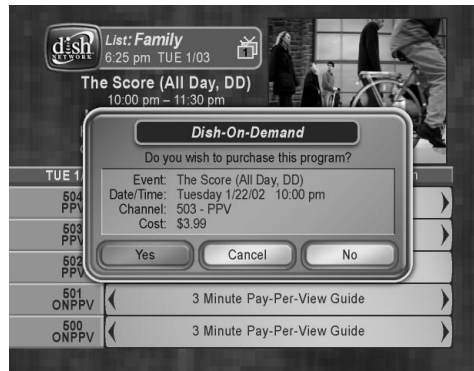 dish
NETWORK
List: Family
6:25 pm TUE 1/03
1
The Score (All Day, DD)
10:00 pm – 11:30 pm
Dish-On-Demand
Do you wish to purchase this program?
Event: The Score (All Day, DD)
Date/Time: Tuesday 1/22/02 10:00 pm
Channel: 503 - PPV
Cost: $3.99
Yes Cancel No
TUE 1/
504
PPV
503
PPV
502
PPV
501
ONPPV
3 Minute Pay-Per-View Guide
500
ONPPV
3 Minute Pay-Per-View Guide